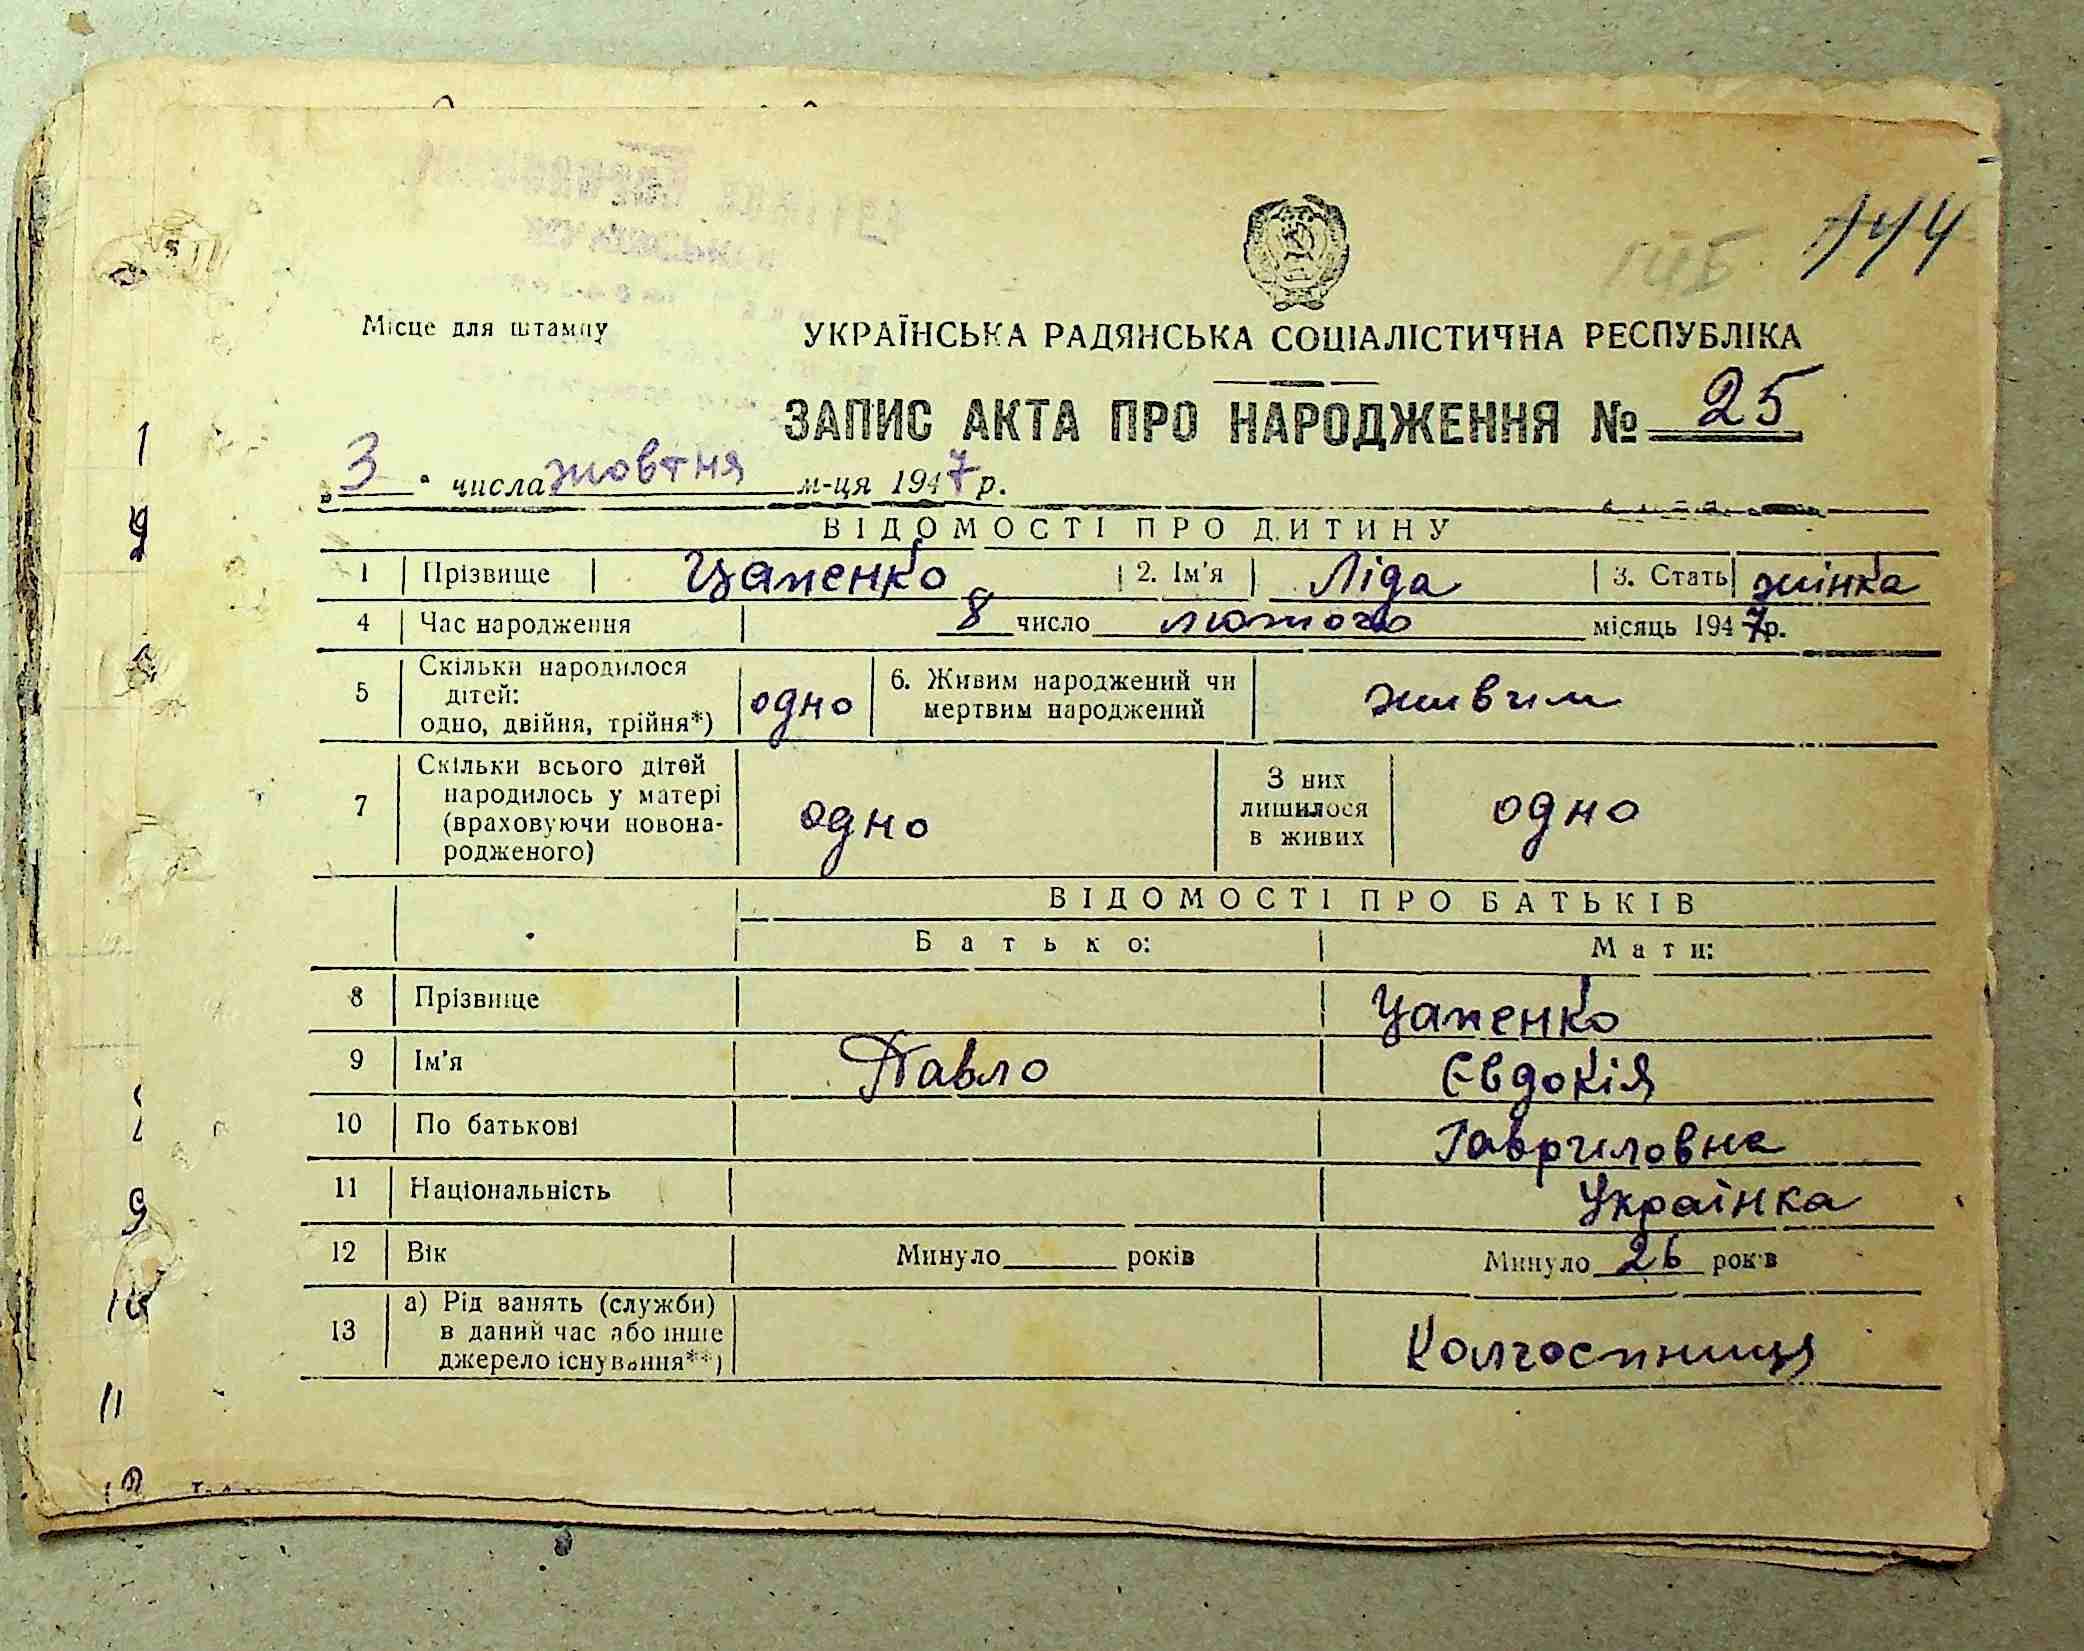 144
Місце для штампу
УКРАЇНСЬКА РАДЯНСЬКА СОЦІАЛІСТИЧНА РЕСПУБЛІКА
ЗАПИС АКТА ПРО НАРОДЖЕННЯ № 25
„3" числа жовтня м-ця 1947 р.
ВІДОМОСТІ ПРО ДИТИНУ
1 Прізвище Цапенко 2. Ім'я Ліда 3. Стать жінка
4 Час народження 8 число лютого місяць 1947р.
5 Скільки народилося дітей: одно, двійня, трійня*) одно 6. Живим народжений чи мертвим народжений живим
7 Скільки всього дітей народилось у матері (враховуючи новонародженого) одно З них лишилося в живих одно
ВІДОМОСТІ ПРО БАТЬКІВ
Батько: Мати:
8 Прізвище Цапенко
9 Ім'я Павло Євдокія
10 По батькові Гавриловна
11 Національність Українка
12 Вік Минуло років Минуло 26 років
13 а) Рід занять (служби) в даний час або інше джерело існування**) Колгоспниця